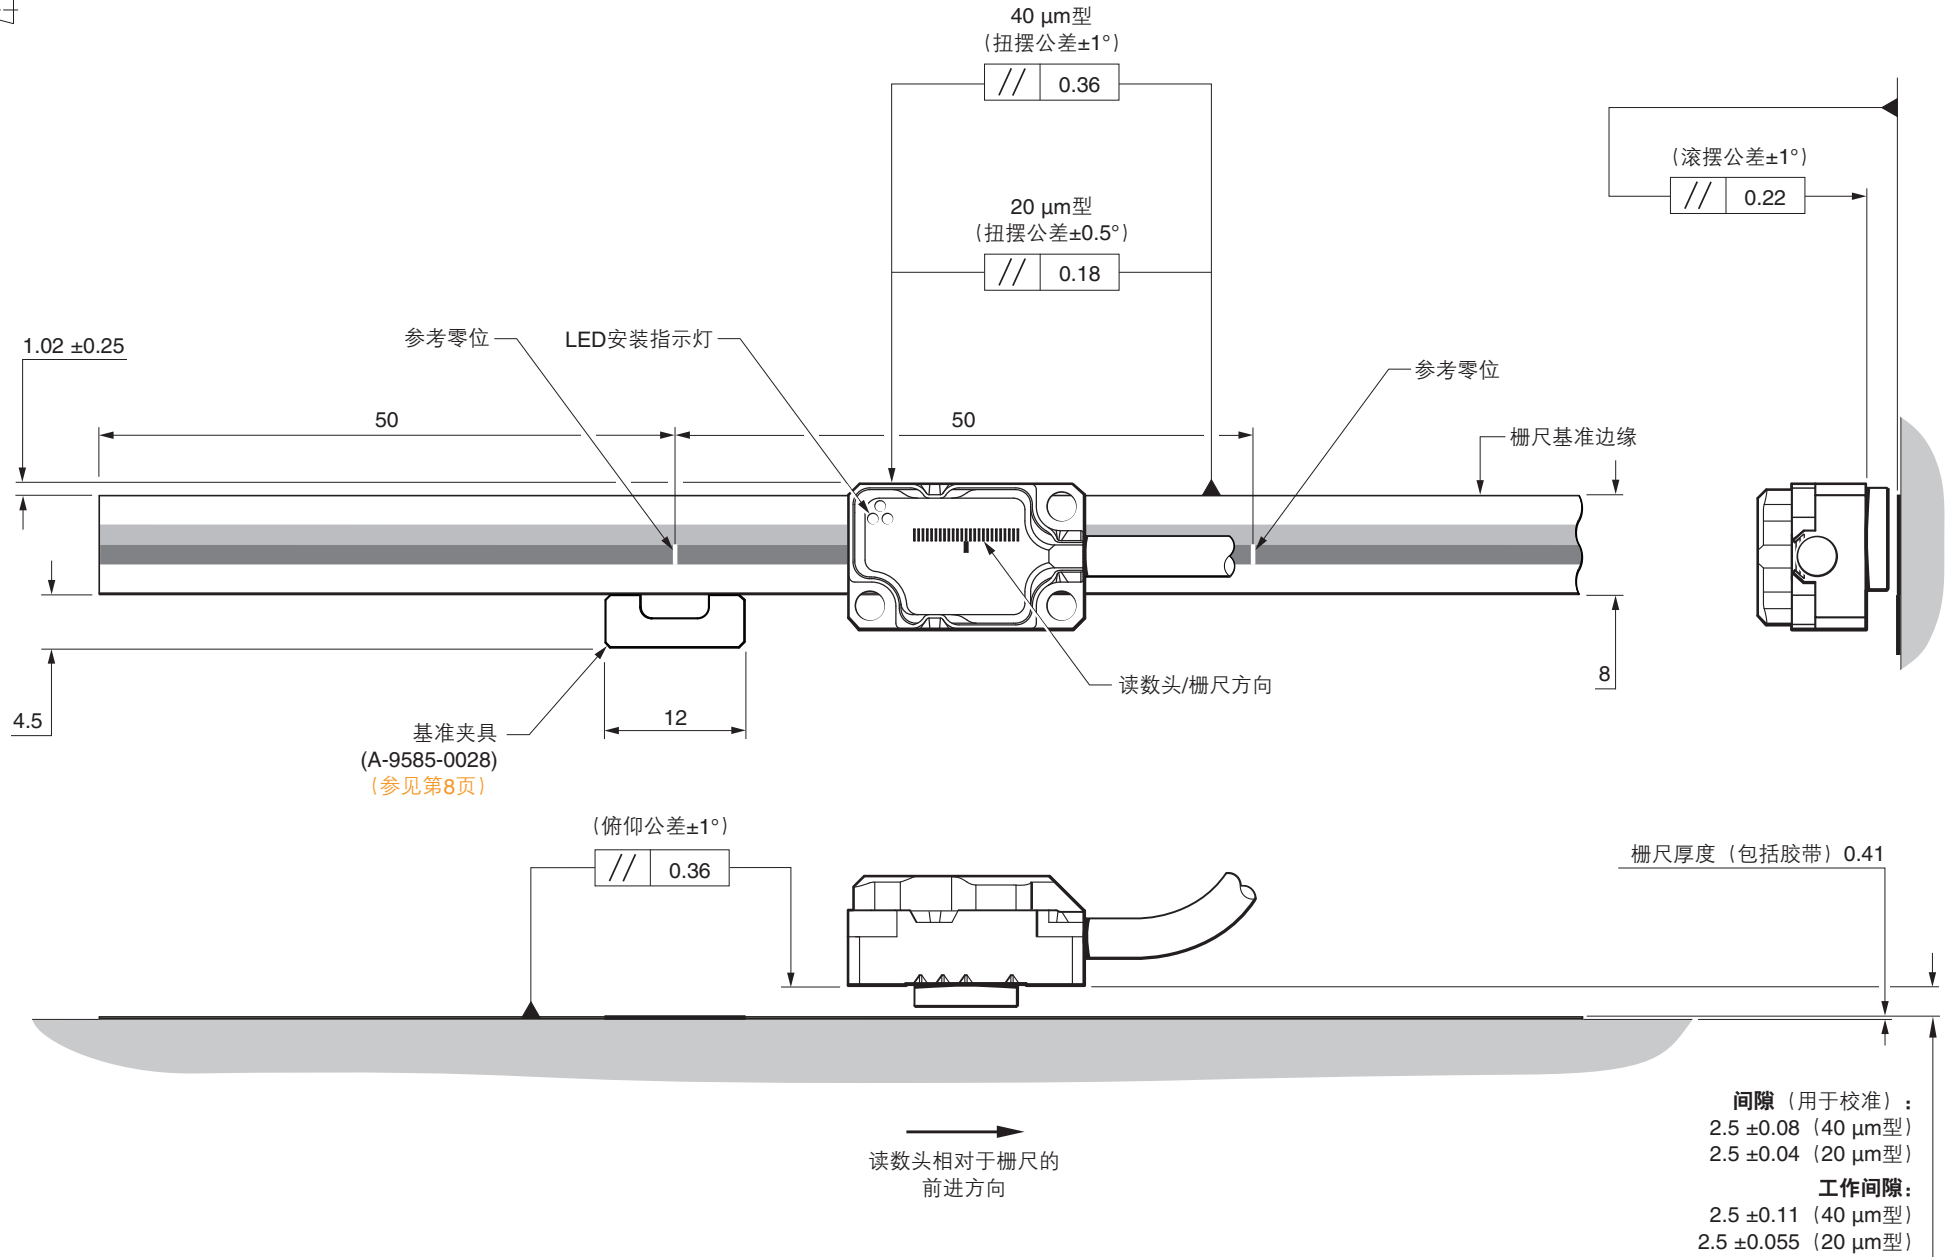 40 μm型
(扭摆公差±1°)
// 0.36
(滚摆公差±1°)
// 0.22
20 μm型
(扭摆公差±0.5°)
// 0.18
1.02 ±0.25
参考零位
LED安装指示灯
参考零位
50
50
栅尺基准边缘
8
读数头/栅尺方向
4.5
12
基准夹具
(A-9585-0028)
(参见第8页)
(俯仰公差±1°)
// 0.36
栅尺厚度（包括胶带）0.41
间隙（用于校准）:
2.5 ±0.08（40 μm型）
2.5 ±0.04（20 μm型）
工作间隙:
2.5 ±0.11（40 μm型）
2.5 ±0.055（20 μm型）
读数头相对于栅尺的
前进方向